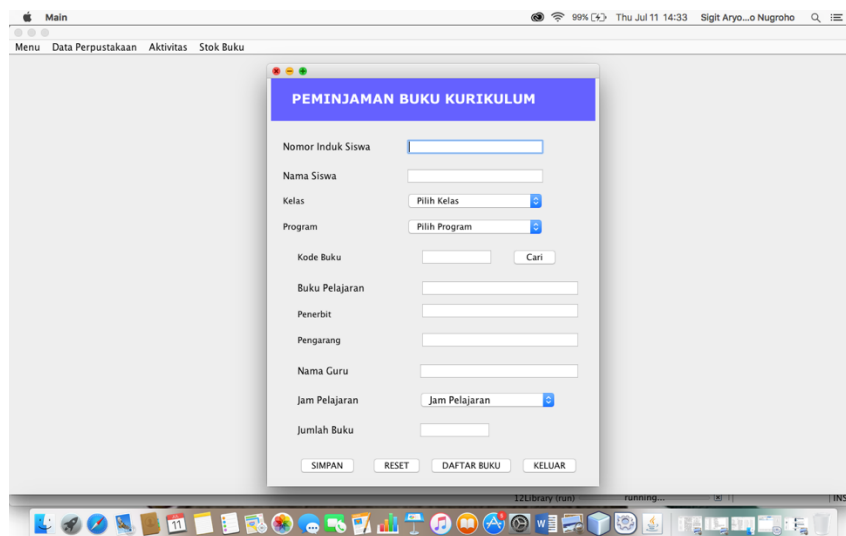 Main 99% Thu Jul 11 14:33 Sigit Aryo...o Nugroho
Menu Data Perpustakaan Aktivitas Stok Buku
PEMINJAMAN BUKU KURIKULUM
Nomor Induk Siswa
Nama Siswa
Kelas Pilih Kelas
Program Pilih Program
Kode Buku Cari
Buku Pelajaran
Penerbit
Pengarang
Nama Guru
Jam Pelajaran Jam Pelajaran
Jumlah Buku
SIMPAN RESET DAFTAR BUKU KELUAR
12Library (run) running... INS
11